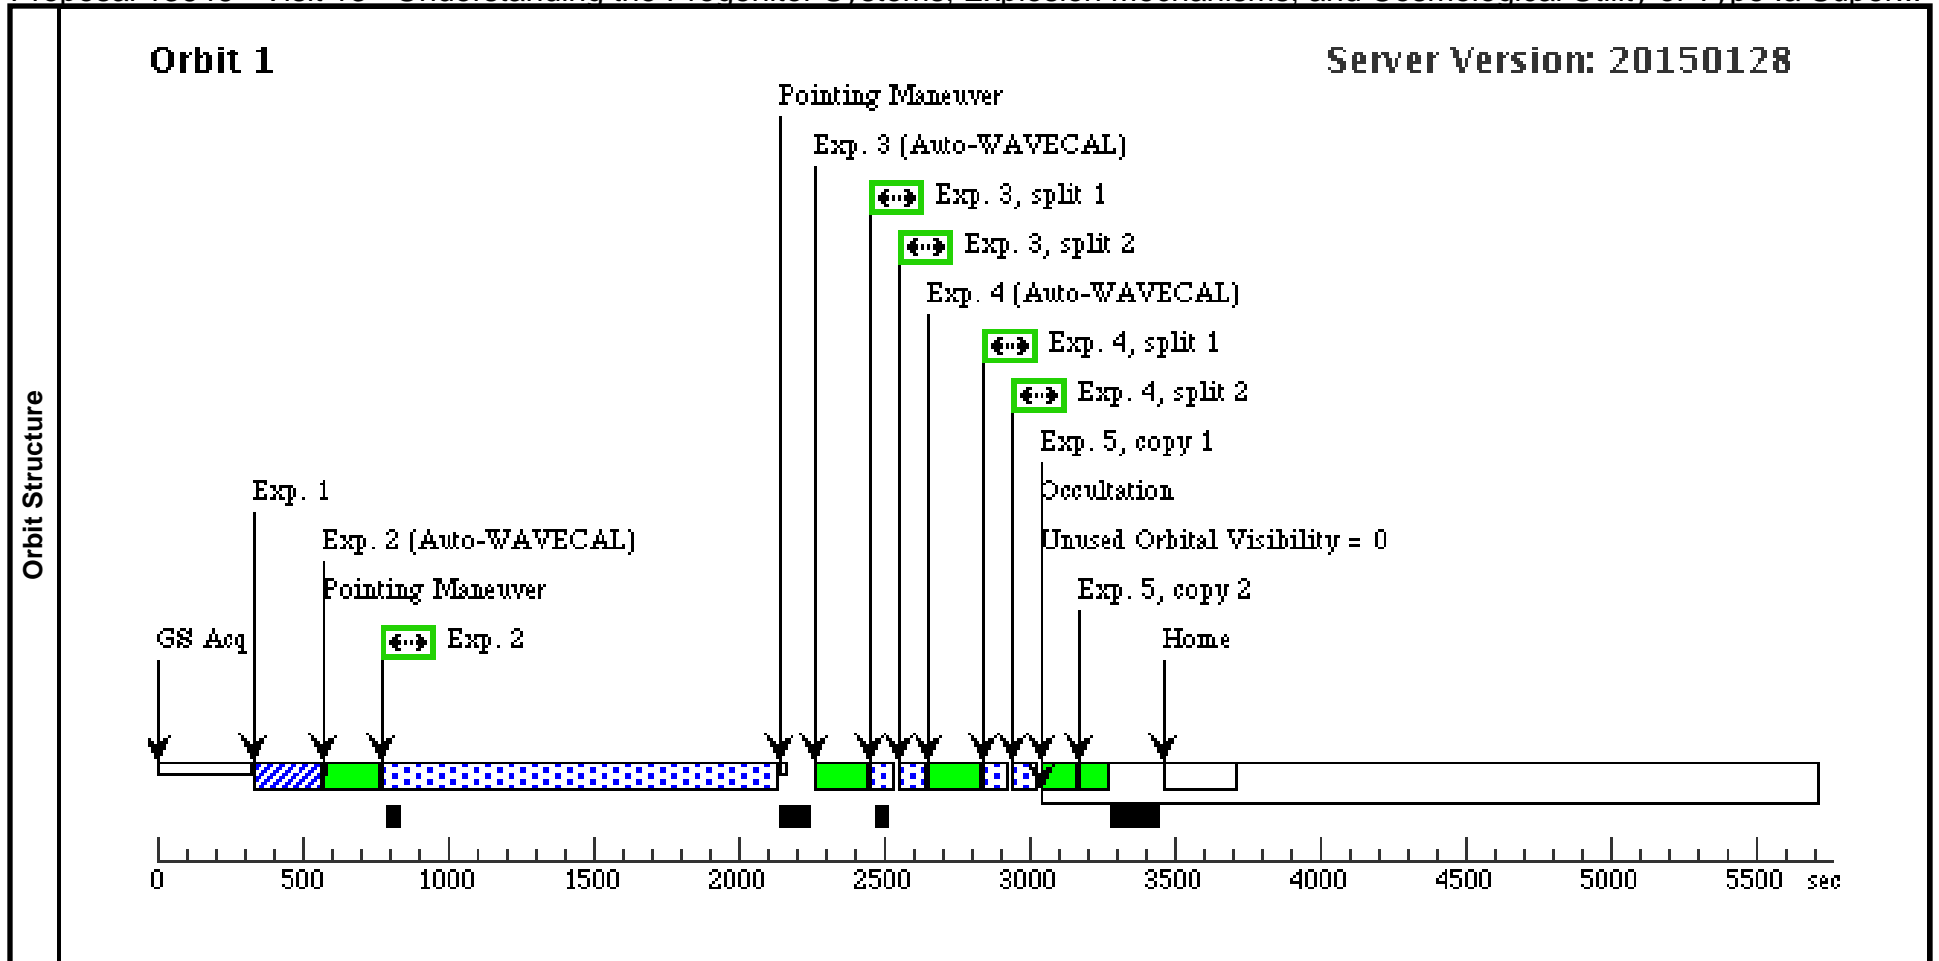 Orbit 1
Server Version: 20150128
Pointing Maneuver
Exp. 3 (Auto-WAVECAL)
Exp. 3, split 1
Exp. 3, split 2
Exp. 4 (Auto-WAVECAL)
Exp. 4, split 1
Exp. 4, split 2
Exp. 5, copy 1
Exp. 1
Occultation
Exp. 2 (Auto-WAVECAL)
Unused Orbital Visibility = 0
Pointing Maneuver
Exp. 5, copy 2
GS Acq
Exp. 2
Home
Orbit Structure
0 500 1000 1500 2000 2500 3000 3500 4000 4500 5000 5500 sec